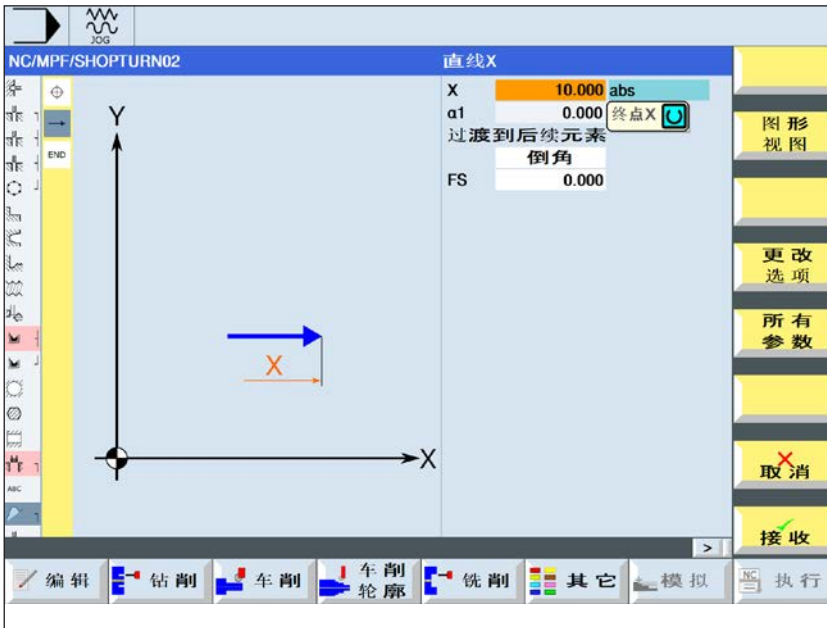 JOG
NC/MPF/SHOPTURN02
直线X
X 10.000 abs
α1 0.000
终点X
过渡到后续元素
倒角
FS 0.000
END
ABC
Y
X
X
图形
视图
更改
选项
所有
参数
取消
接收
>
编辑
钻削
车削
车削
轮廓
铣削
其它
模拟
NC
执行